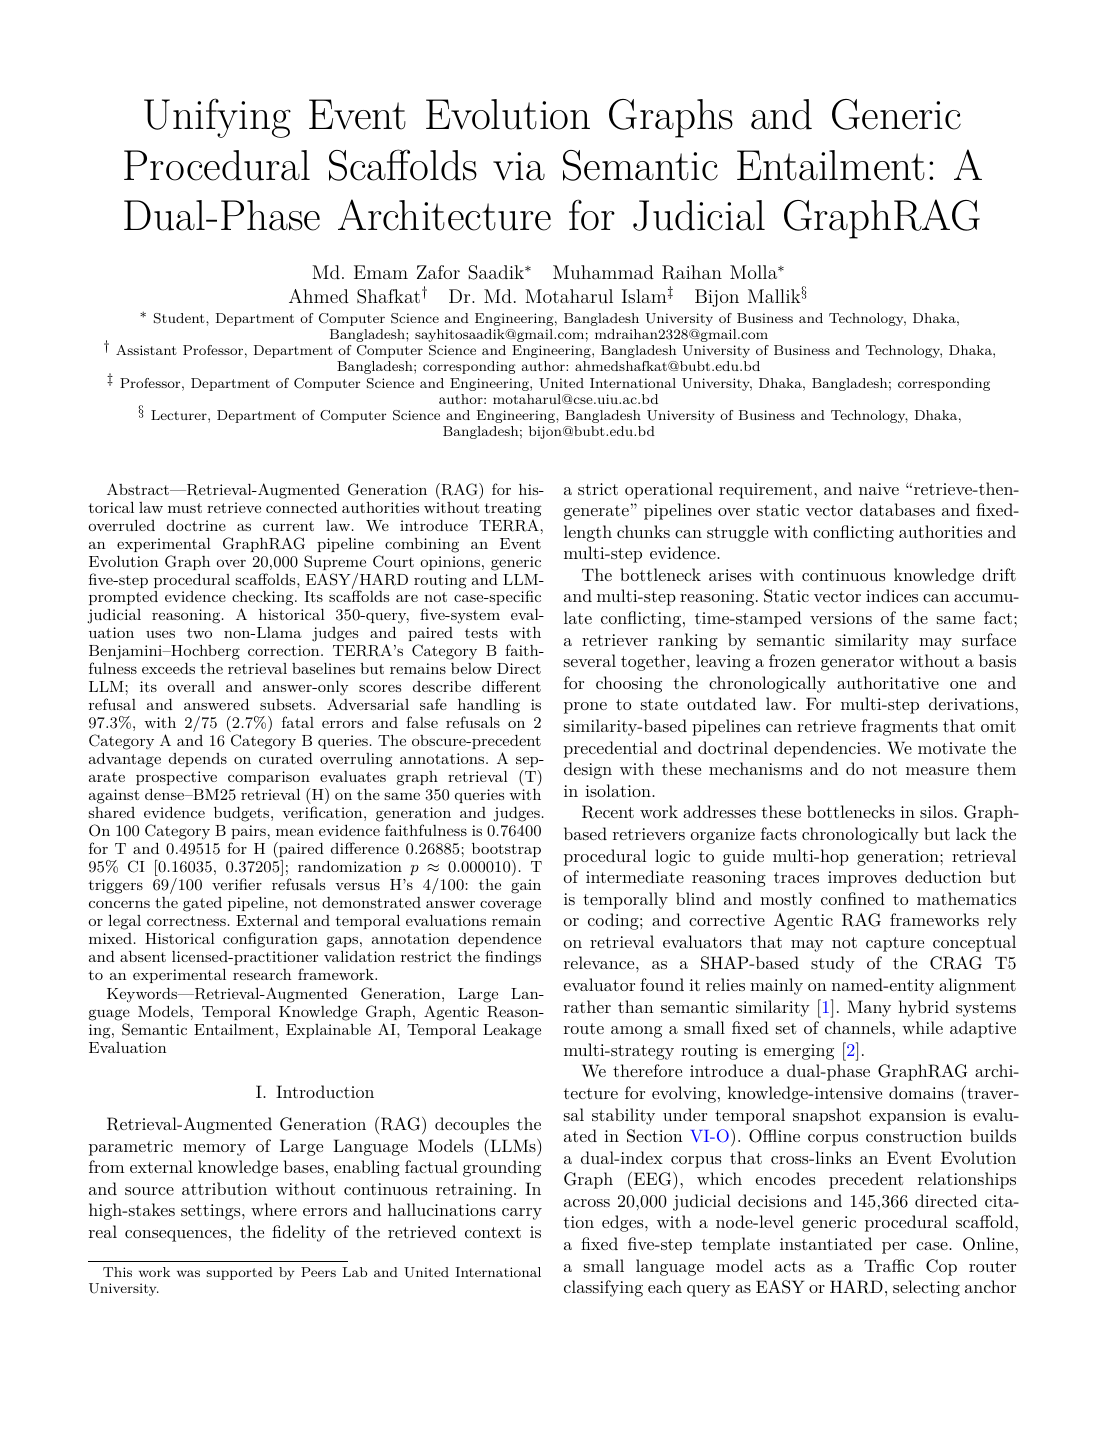 Unifying Event Evolution Graphs and Generic
Procedural Scaffolds via Semantic Entailment: A
Dual-Phase Architecture for Judicial GraphRAG
Md. Emam Zafor Saadik* Muhammad Raihan Molla*
Ahmed Shafkat† Dr. Md. Motaharul Islam‡ Bijon Mallik§
* Student, Department of Computer Science and Engineering, Bangladesh University of Business and Technology, Dhaka,
Bangladesh; sayhitosaadik@gmail.com; mdraihan2328@gmail.com
† Assistant Professor, Department of Computer Science and Engineering, Bangladesh University of Business and Technology, Dhaka,
Bangladesh; corresponding author: ahmedshafkat@bubt.edu.bd
‡ Professor, Department of Computer Science and Engineering, United International University, Dhaka, Bangladesh; corresponding
author: motaharul@cse.uiu.ac.bd
§ Lecturer, Department of Computer Science and Engineering, Bangladesh University of Business and Technology, Dhaka,
Bangladesh; bijon@bubt.edu.bd
Abstract—Retrieval-Augmented Generation (RAG) for his-
torical law must retrieve connected authorities without treating
overruled doctrine as current law. We introduce TERRA,
an experimental GraphRAG pipeline combining an Event
Evolution Graph over 20,000 Supreme Court opinions, generic
five-step procedural scaffolds, EASY/HARD routing and LLM-
prompted evidence checking. Its scaffolds are not case-specific
judicial reasoning. A historical 350-query, five-system eval-
uation uses two non-Llama judges and paired tests with
Benjamini–Hochberg correction. TERRA's Category B faith-
fulness exceeds the retrieval baselines but remains below Direct
LLM; its overall and answer-only scores describe different
refusal and answered subsets. Adversarial safe handling is
97.3%, with 2/75 (2.7%) fatal errors and false refusals on 2
Category A and 16 Category B queries. The obscure-precedent
advantage depends on curated overruling annotations. A sep-
arate prospective comparison evaluates graph retrieval (T)
against dense–BM25 retrieval (H) on the same 350 queries with
shared evidence budgets, verification, generation and judges.
On 100 Category B pairs, mean evidence faithfulness is 0.76400
for T and 0.49515 for H (paired difference 0.26885; bootstrap
95% CI [0.16035, 0.37205]; randomization p ≈ 0.000010). T
triggers 69/100 verifier refusals versus H's 4/100: the gain
concerns the gated pipeline, not demonstrated answer coverage
or legal correctness. External and temporal evaluations remain
mixed. Historical configuration gaps, annotation dependence
and absent licensed-practitioner validation restrict the findings
to an experimental research framework.
Keywords—Retrieval-Augmented Generation, Large Lan-
guage Models, Temporal Knowledge Graph, Agentic Reason-
ing, Semantic Entailment, Explainable AI, Temporal Leakage
Evaluation
I. Introduction
Retrieval-Augmented Generation (RAG) decouples the
parametric memory of Large Language Models (LLMs)
from external knowledge bases, enabling factual grounding
and source attribution without continuous retraining. In
high-stakes settings, where errors and hallucinations carry
real consequences, the fidelity of the retrieved context is
This work was supported by Peers Lab and United International
University.
a strict operational requirement, and naive “retrieve-then-
generate” pipelines over static vector databases and fixed-
length chunks can struggle with conflicting authorities and
multi-step evidence.
The bottleneck arises with continuous knowledge drift
and multi-step reasoning. Static vector indices can accumu-
late conflicting, time-stamped versions of the same fact;
a retriever ranking by semantic similarity may surface
several together, leaving a frozen generator without a basis
for choosing the chronologically authoritative one and
prone to state outdated law. For multi-step derivations,
similarity-based pipelines can retrieve fragments that omit
precedential and doctrinal dependencies. We motivate the
design with these mechanisms and do not measure them
in isolation.
Recent work addresses these bottlenecks in silos. Graph-
based retrievers organize facts chronologically but lack the
procedural logic to guide multi-hop generation; retrieval
of intermediate reasoning traces improves deduction but
is temporally blind and mostly confined to mathematics
or coding; and corrective Agentic RAG frameworks rely
on retrieval evaluators that may not capture conceptual
relevance, as a SHAP-based study of the CRAG T5
evaluator found it relies mainly on named-entity alignment
rather than semantic similarity [1]. Many hybrid systems
route among a small fixed set of channels, while adaptive
multi-strategy routing is emerging [2].
We therefore introduce a dual-phase GraphRAG archi-
tecture for evolving, knowledge-intensive domains (traver-
sal stability under temporal snapshot expansion is evalu-
ated in Section VI-O). Offline corpus construction builds
a dual-index corpus that cross-links an Event Evolution
Graph (EEG), which encodes precedent relationships
across 20,000 judicial decisions and 145,366 directed cita-
tion edges, with a node-level generic procedural scaffold,
a fixed five-step template instantiated per case. Online,
a small language model acts as a Traffic Cop router
classifying each query as EASY or HARD, selecting anchor